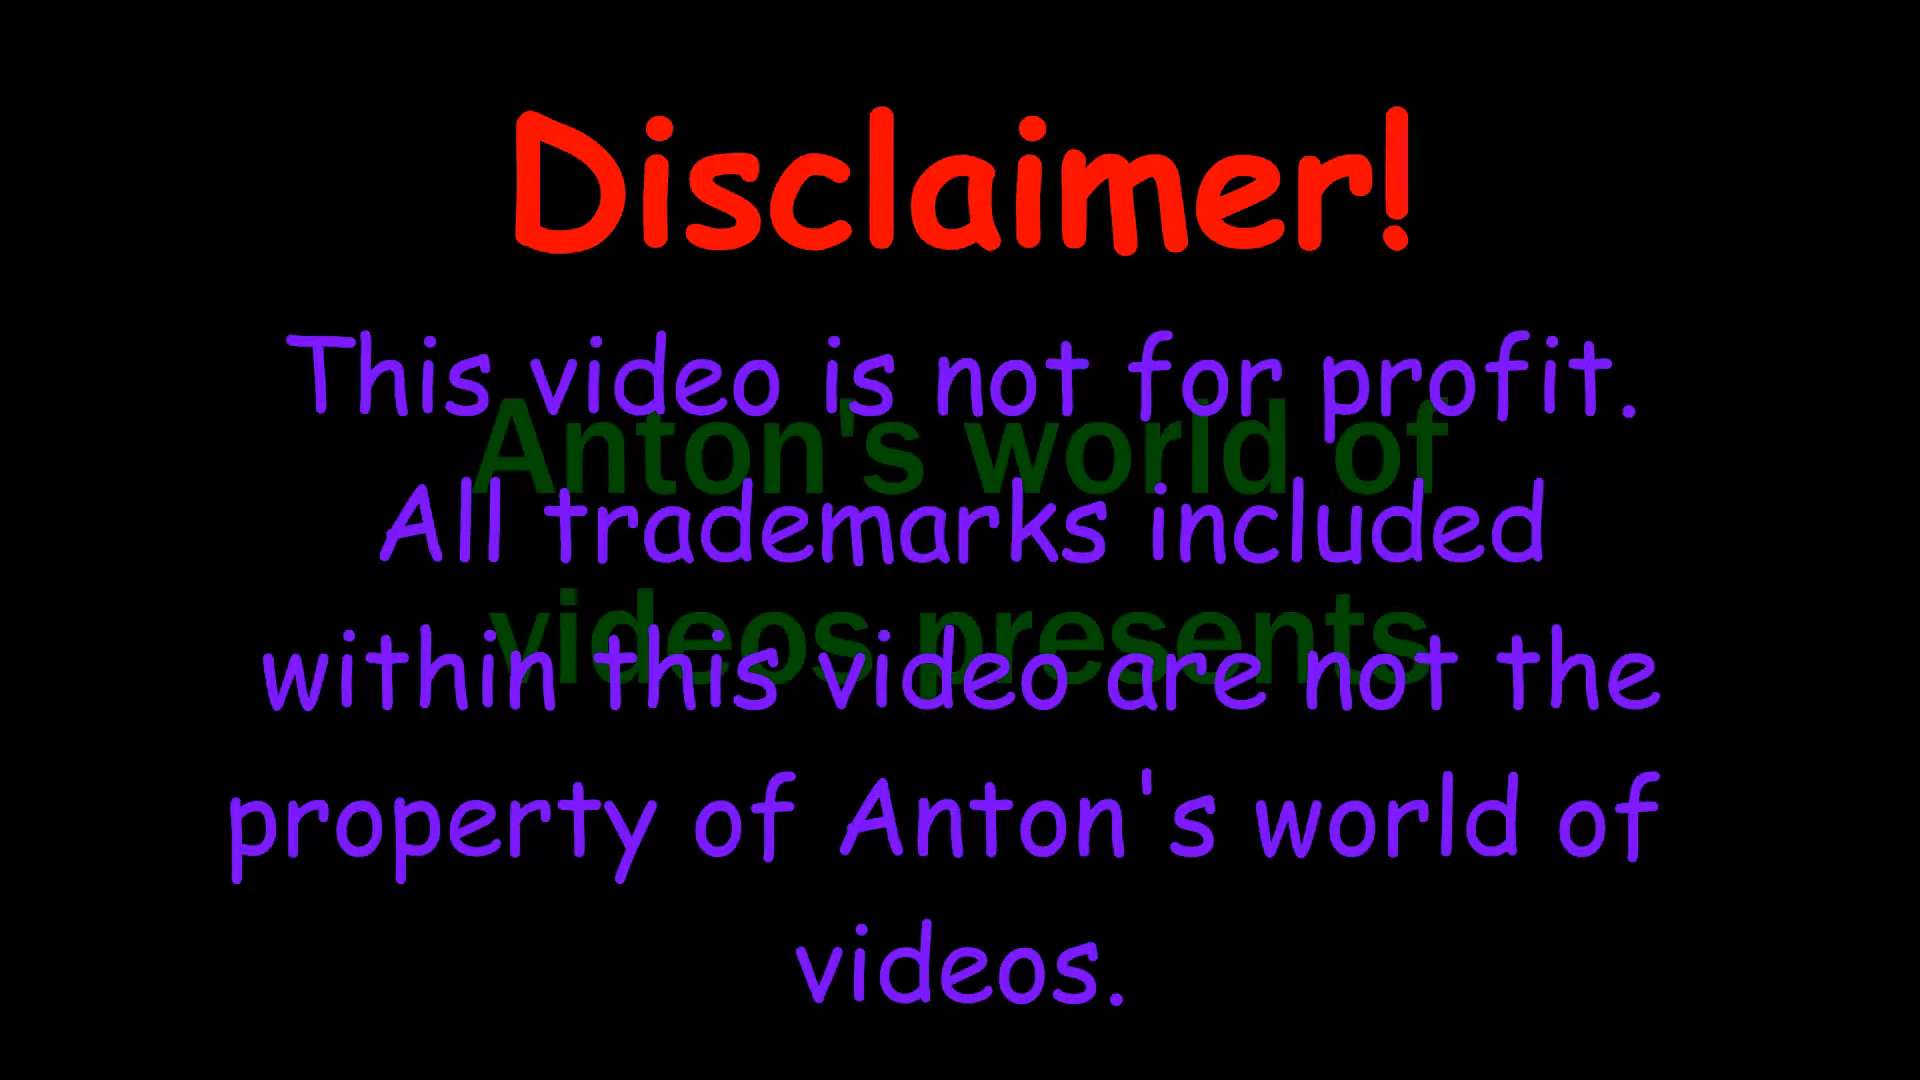 Disclaimer!
This video is not for profit.
Anton's world of
All trademarks included
videos presents
within this video are not the
property of Anton's world of
videos.